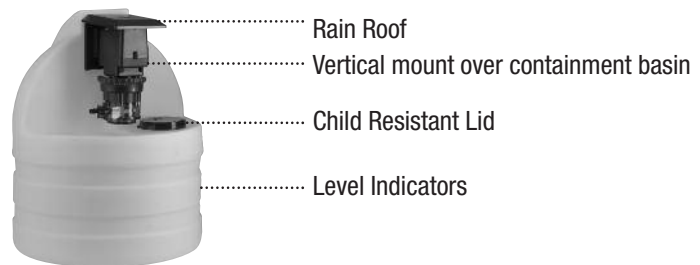 Rain Roof
Vertical mount over containment basin
Child Resistant Lid
Level Indicators